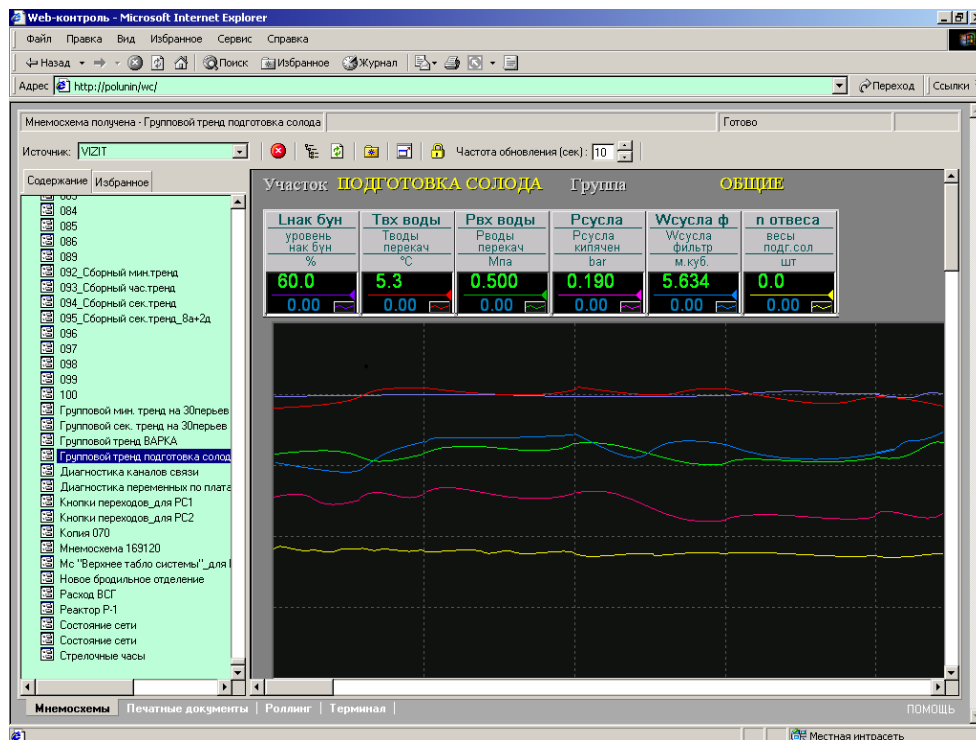 Web-контроль - Microsoft Internet Explorer
Файл Правка Вид Избранное Сервис Справка
Назад Поиск Избранное Журнал
Адрес http://polunin/wc/ Переход Ссылки
Мнемосхема получена - Групповой тренд подготовка солода Готово
Источник: VIZIT Частота обновления (сек): 10
Содержание Избранное
Участок ПОДГОТОВКА СОЛОДА Группа ОБЩИЕ
084
085
086
089
092_Сборный мин.тренд
093_Сборный час.тренд
094_Сборный сек.тренд
095_Сборный сек.тренд_8а+2д
096
097
098
099
100
Групповой мин. тренд на 30перьев
Групповой сек. тренд на 30перьев
Групповой тренд ВАРКА
Групповой тренд подготовка солод
Диагностика каналов связи
Диагностика переменных по плата
Кнопки переходов_для РС1
Кнопки переходов_для РС2
Копия 070
Мнемосхема 169120
Мс "Верхнее табло системы"_для
Новое бродильное отделение
Расход ВСГ
Реактор Р-1
Состояние сети
Состояние сети
Стрелочные часы
Lнак бун Tвх воды Pвх воды Pсусла Wсусла ф n отвеса
уровень Tводы Pводы Pсусла Wсусла весы
нак бун перекач перекач кипячен фильтр подг.сол
% °C Мпа bar м.куб. шт
60.0 5.3 0.500 0.190 5.634 0.0
0.00 0.00 0.00 0.00 0.00 0.00
Мнемосхемы Печатные документы Роллинг Терминал ПОМОЩЬ
Местная интрасеть